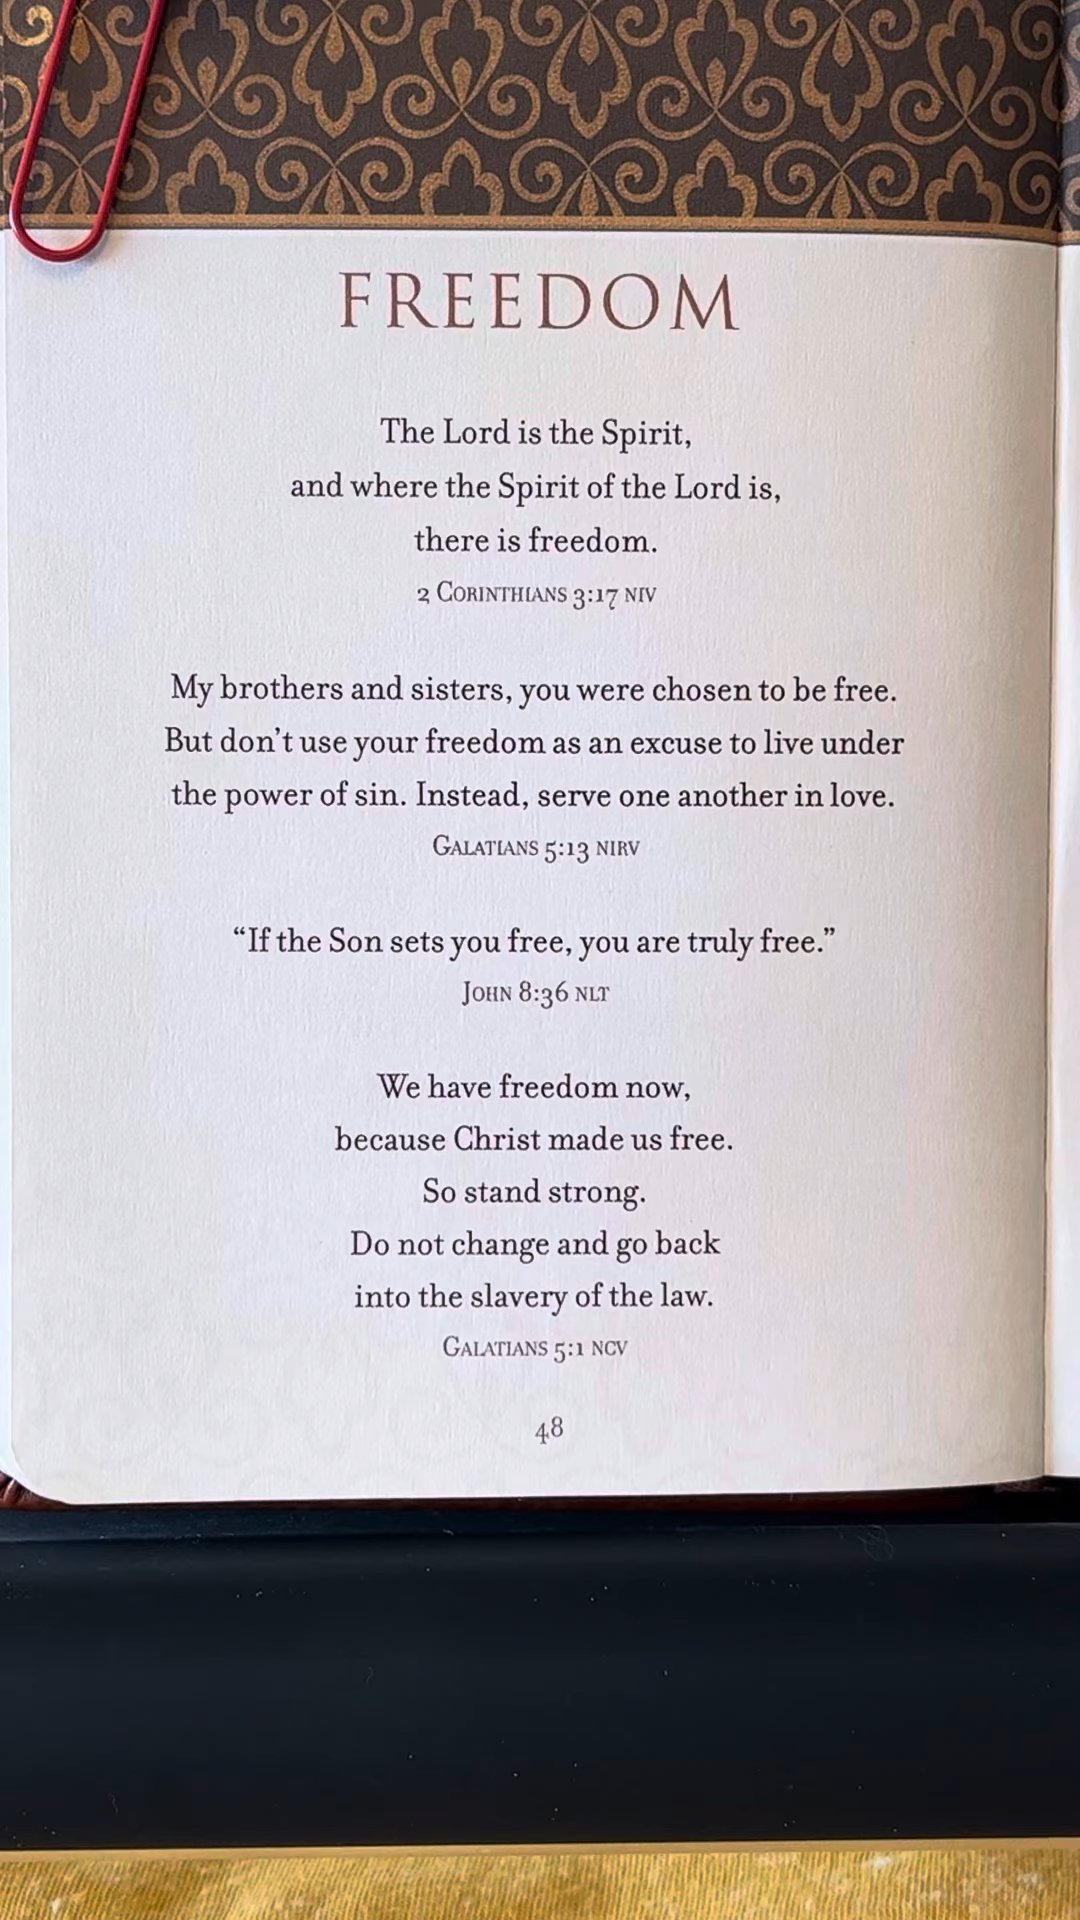 FREEDOM
The Lord is the Spirit,
and where the Spirit of the Lord is,
there is freedom.
2 Corinthians 3:17 NIV
My brothers and sisters, you were chosen to be free.
But don’t use your freedom as an excuse to live under
the power of sin. Instead, serve one another in love.
Galatians 5:13 NIRV
“If the Son sets you free, you are truly free.”
John 8:36 NLT
We have freedom now,
because Christ made us free.
So stand strong.
Do not change and go back
into the slavery of the law.
Galatians 5:1 NCV
48